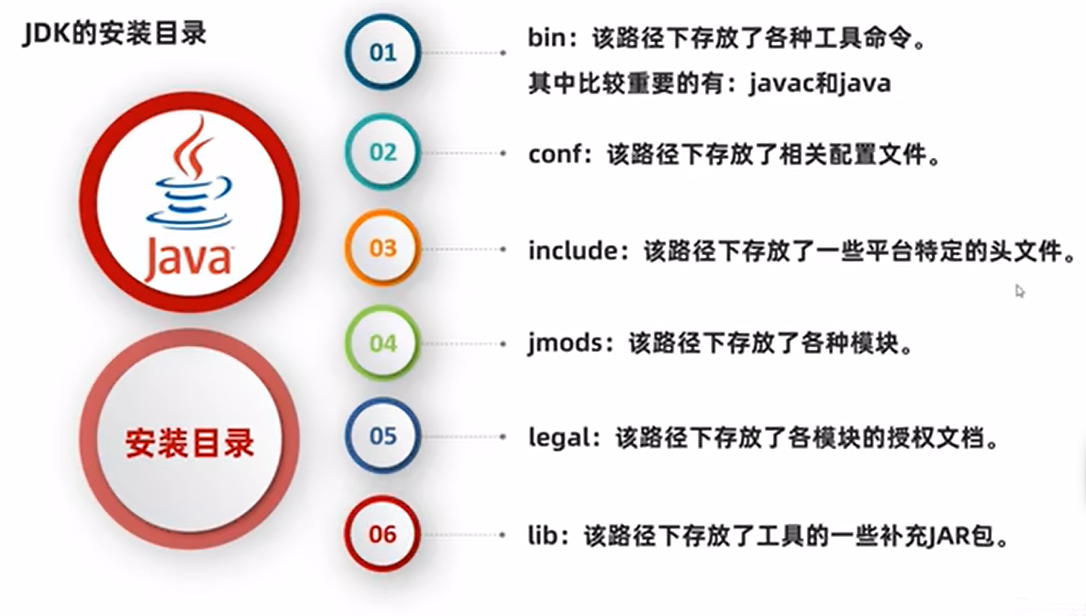 JDK的安装目录
Java
安装目录
01
bin：该路径下存放了各种工具命令。
其中比较重要的有：javac和java
02
conf：该路径下存放了相关配置文件。
03
include：该路径下存放了一些平台特定的头文件。
04
jmods：该路径下存放了各种模块。
05
legal：该路径下存放了各模块的授权文档。
06
lib：该路径下存放了工具的一些补充JAR包。